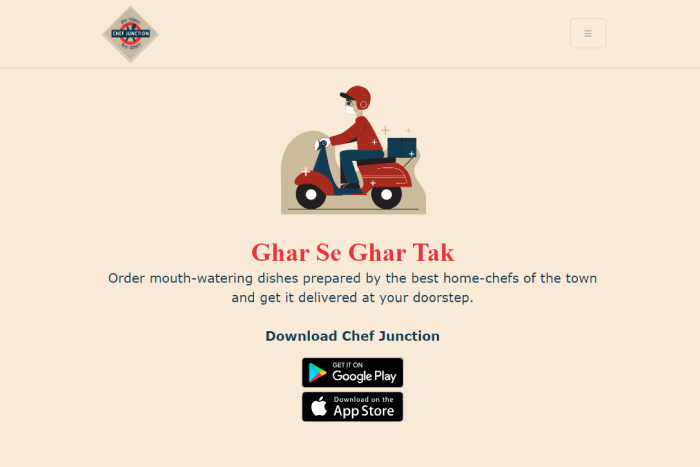 CHEF JUNCTION
Ghar Se Ghar Tak
Order mouth-watering dishes prepared by the best home-chefs of the town
and get it delivered at your doorstep.
Download Chef Junction
GET IT ON
Google Play
Download on the
App Store